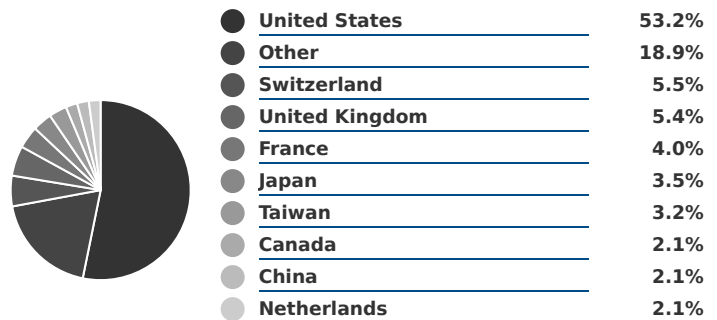 United States 53.2%
Other 18.9%
Switzerland 5.5%
United Kingdom 5.4%
France 4.0%
Japan 3.5%
Taiwan 3.2%
Canada 2.1%
China 2.1%
Netherlands 2.1%